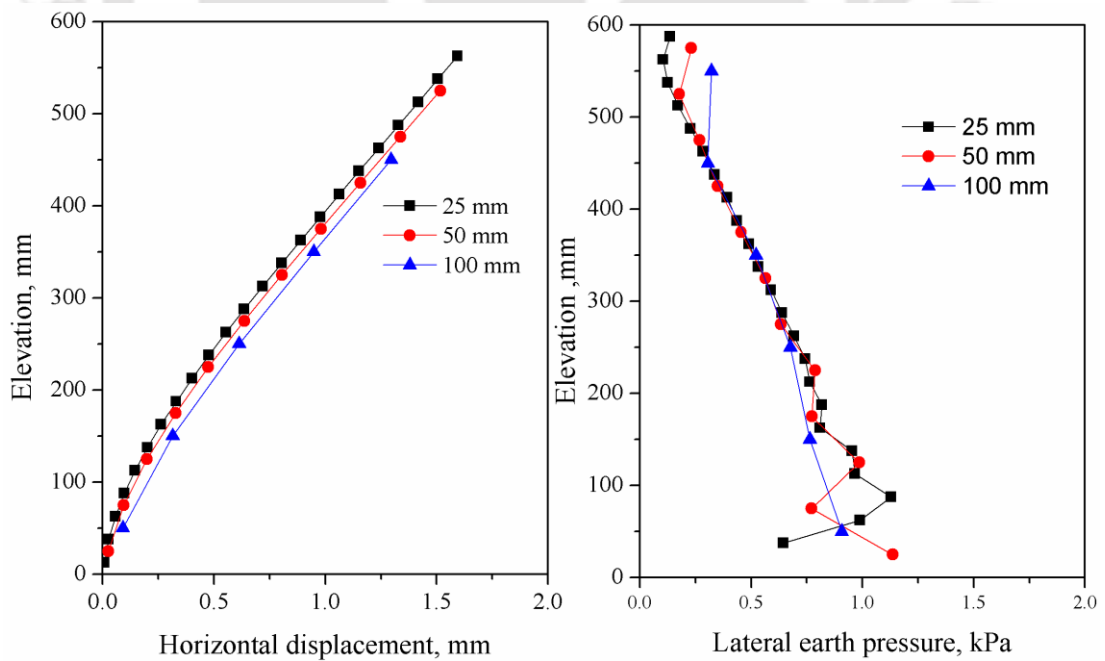 600
500
400
300
200
100
0
Elevation, mm
0.0
0.5
1.0
1.5
2.0
Horizontal displacement, mm
25 mm
50 mm
100 mm
600
500
400
300
200
100
0
Elevation ,mm
0.0
0.5
1.0
1.5
2.0
Lateral earth pressure, kPa
25 mm
50 mm
100 mm